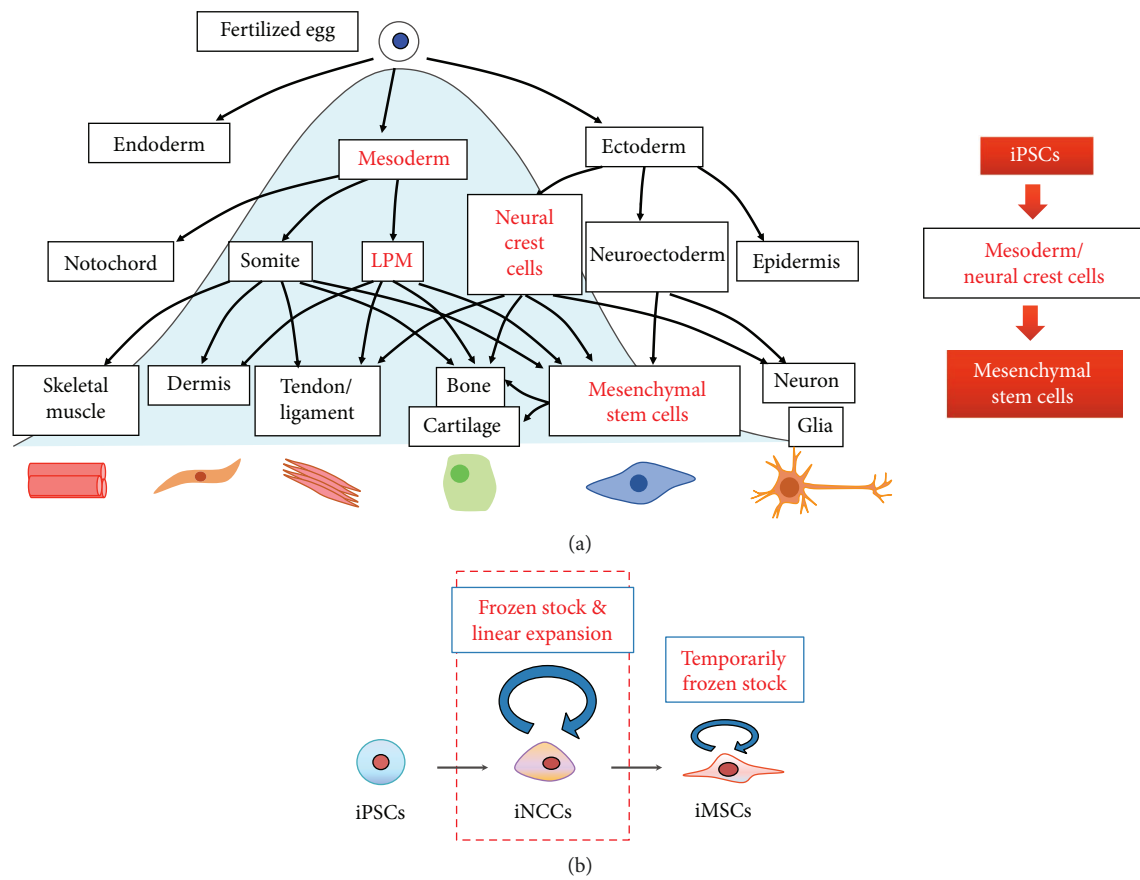 Fertilized egg
Endoderm
Mesoderm
Ectoderm
Notochord
Somite
LPM
Neural
crest
cells
Neuroectoderm
Epidermis
Skeletal
muscle
Dermis
Tendon/
ligament
Bone
Cartilage
Mesenchymal
stem cells
Neuron
Glia
iPSCs
Mesoderm/
neural crest cells
Mesenchymal
stem cells
(a)
Frozen stock &
linear expansion
Temporarily
frozen stock
iPSCs
iNCCs
iMSCs
(b)